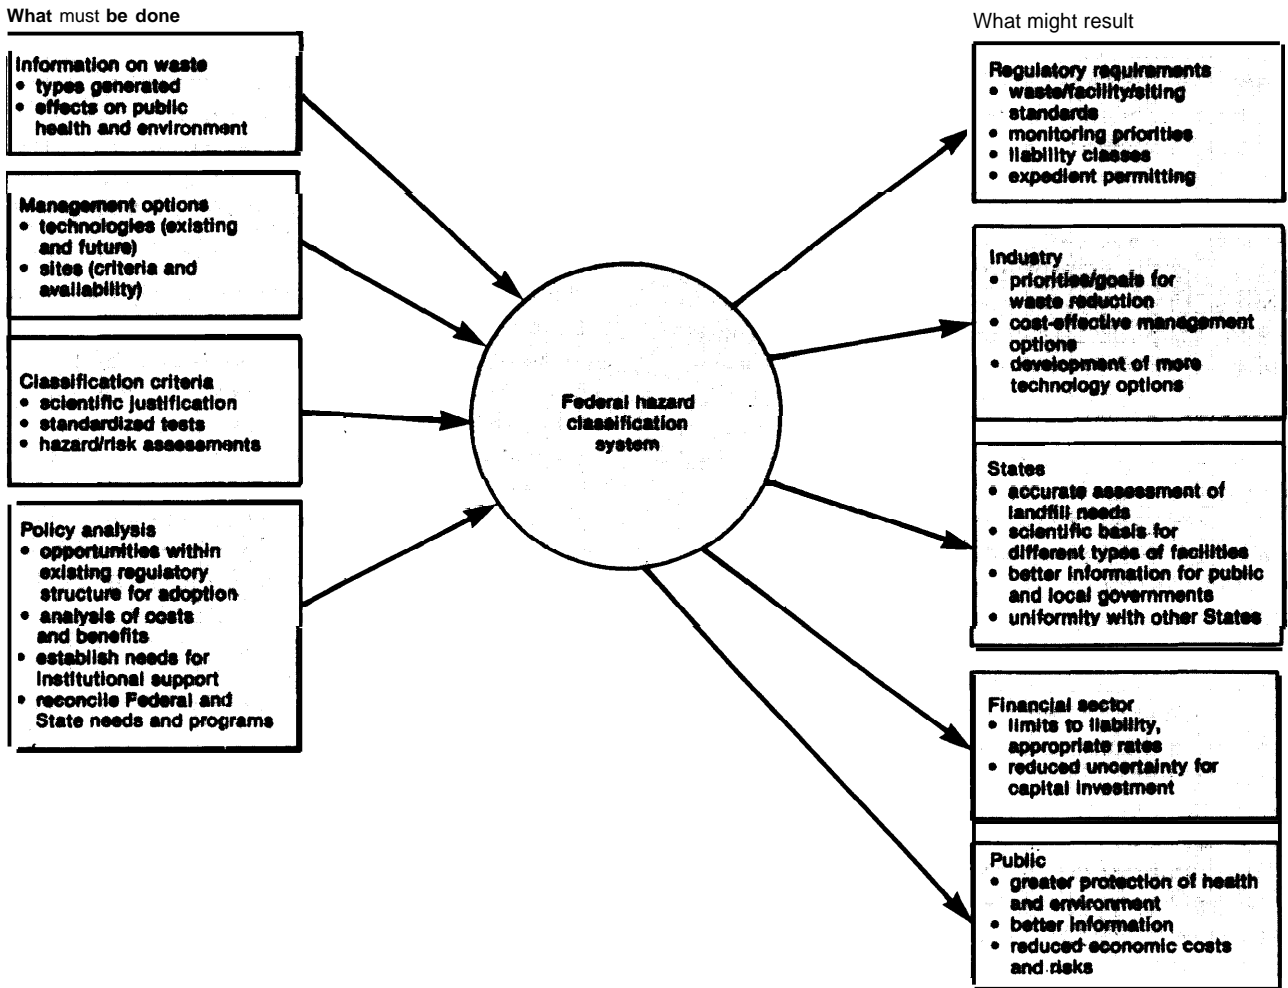 What must be done
Information on waste
• types generated
• effects on public
health and environment
Management options
• technologies (existing
and future)
• sites (criteria and
availability)
Classification criteria
• scientific justification
• standardized tests
• hazard/risk assessments
Policy analysis
• opportunities within
existing regulatory
structure for adoption
• analysis of costs
and benefits
• establish needs for
institutional support
• reconcile Federal and
State needs and programs
Federal hazard
classification
system
What might result
Regulatory requirements
• waste/facility/siting
standards
• monitoring priorities
• liability classes
• expedient permitting
Industry
• priorities/goals for
waste reduction
• cost-effective management
options
• development of more
technology options
States
• accurate assessment of
landfill needs
• scientific basis for
different types of facilities
• better information for public
and local governments
• uniformity with other States
Financial sector
• limits to liability,
appropriate rates
• reduced uncertainty for
capital investment
Public
• greater protection of health
and environment
• better information
• reduced economic costs
and risks